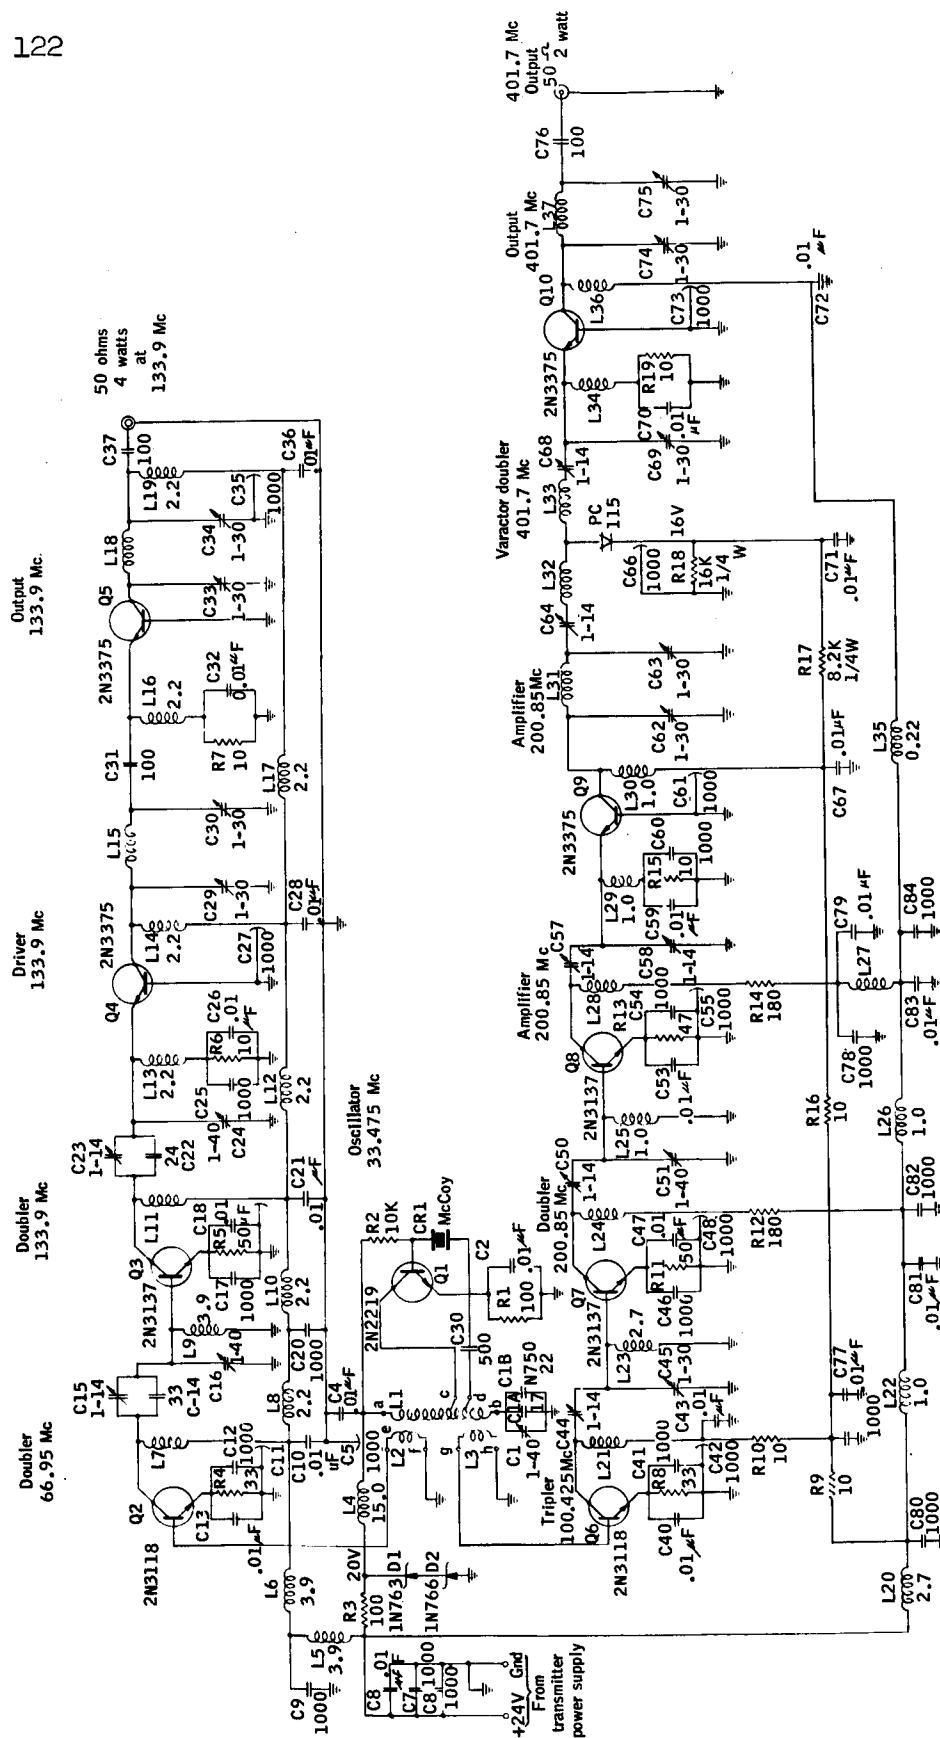 122
Doubler
66.95 Mc
Doubler
133.9 Mc
Driver
133.9 Mc
Output
133.9 Mc.
50 ohms
4 watts
at
133.9 Mc
C15
1-14
33
C-14
C23
1-14
24
C22
L15
C31
100
L18
C37
100
Q2
2N3118
L7
C13
.01 µF
R4
33
C12
1000
C11
Q3
2N3137
L9
3.9
C16
1-40
L11
C17
1000
R5
50
C18
.01
µF
L13
2.2
C24
1-40
C25
1000
R6
10
C26
.01
µF
Q4
2N3375
L14
2.2
C27
1000
C29
1-30
C30
1-30
L16
2.2
R7
10
C32
0.01µF
Q5
2N3375
C33
1-30
C34
1-30
L19
2.2
C35
1000
C36
.01µF
C9
1000
L5
3.9
L6
3.9
C10
.01
uF
L8
2.2
C20
1000
L10
2.2
C21
.01
µF
L12
2.2
C28
.01µF
L17
2.2
C8
.01
µF
C7
1000
C8
1000
+24V
Gnd
From
transmitter
power supply
R3
100
20V
1N763
D1
1N766
D2
L4
15.0
C5
1000
C4
.01µF
L1
a
b
c
d
e
f
g
h
L2
L3
C1
1-40
C1A
17
C1B
N750
22
C30
500
2N2219
Q1
R1
100
C2
.01µF
R2
10K
CR1
McCoy
Oscillator
33.475 Mc
Tripler
100.425Mc
Doubler
200.85 Mc
Amplifier
200.85 Mc
Amplifier
200.85Mc
Varactor doubler
401.7 Mc
Output
401.7 Mc
401.7 Mc
Output
50 Ω
2 watt
Q6
2N3118
C40
.01µF
R8
33
C41
1000
C42
1000
L21
C44
1-14
C43
.01
µF
C45
1-30
L23
2.7
R10
10
Q7
2N3137
C46
1000
R11
50
C47
.01
µF
C48
1000
L24
C50
1-14
C51
1-40
L25
1.0
R12
180
Q8
2N3137
C53
.01µF
R13
47
C54
1000
C55
1000
L28
C57
1-14
C58
1-14
R14
180
L29
1.0
C59
.01
µF
R15
10
C60
1000
Q9
2N3375
L30
1.0
C61
1000
L31
C62
1-30
C63
1-30
C64
1-14
L32
PC
115
C66
1000
16V
R18
16K
1/4
W
L33
C68
1-14
C69
1-30
L34
C70
.01
µF
R19
10
2N3375
Q10
L36
C73
1000
C74
1-30
L37
C75
1-30
C76
100
C72
.01
µF
C71
.01µF
R17
8.2K
1/4W
C67
.01µF
R16
10
C78
1000
C79
.01µF
L27
R9
10
1000
C77
.01µF
L20
2.7
C80
1000
L22
1.0
C81
.01µF
C82
1000
L26
1.0
C83
.01µF
C84
1000
L35
0.22